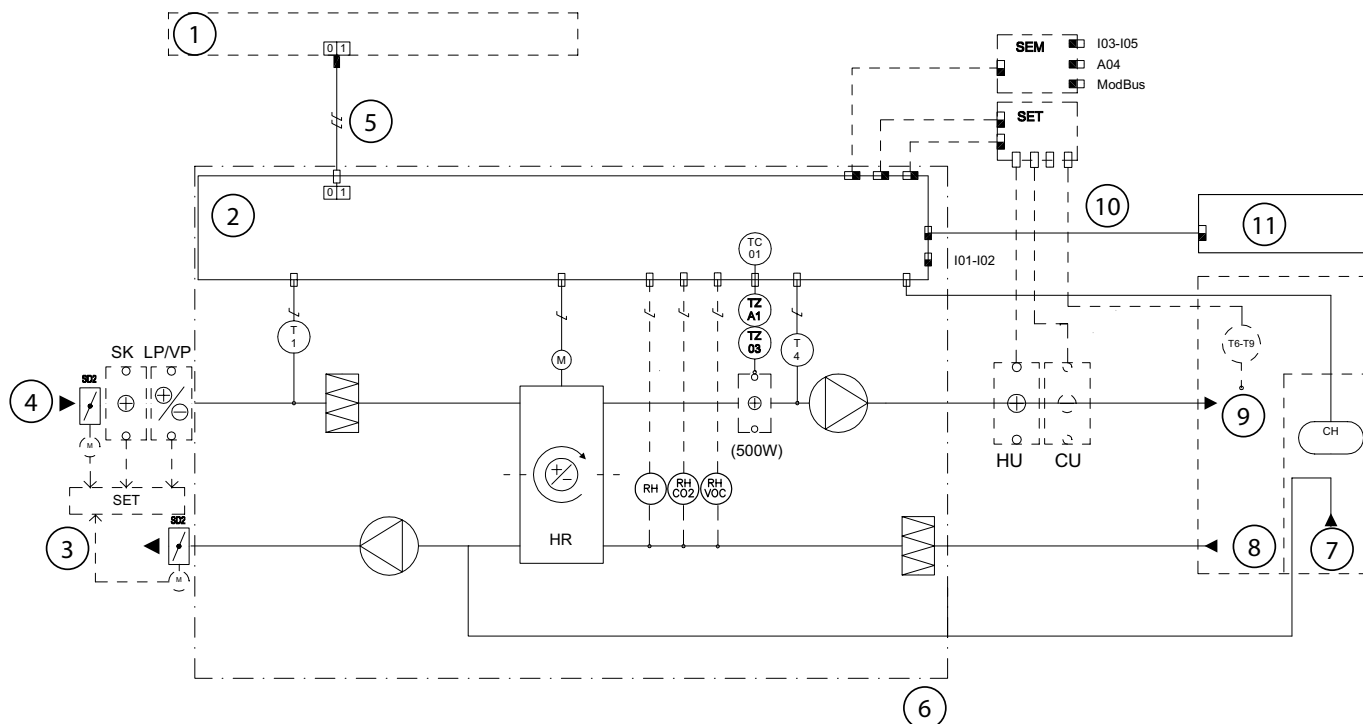 1
0 1
SEM
I03-I05
A04
ModBus
5
SET
0 1
2
10
11
TC
01
I01-I02
T
1
TZ
A1
TZ
03
T
4
T6-T9
SK
LP/VP
M
SD2
4
9
M
(500W)
CH
HU
CU
SET
RH
RH
CO2
RH
VOC
SD2
3
HR
8
7
M
6